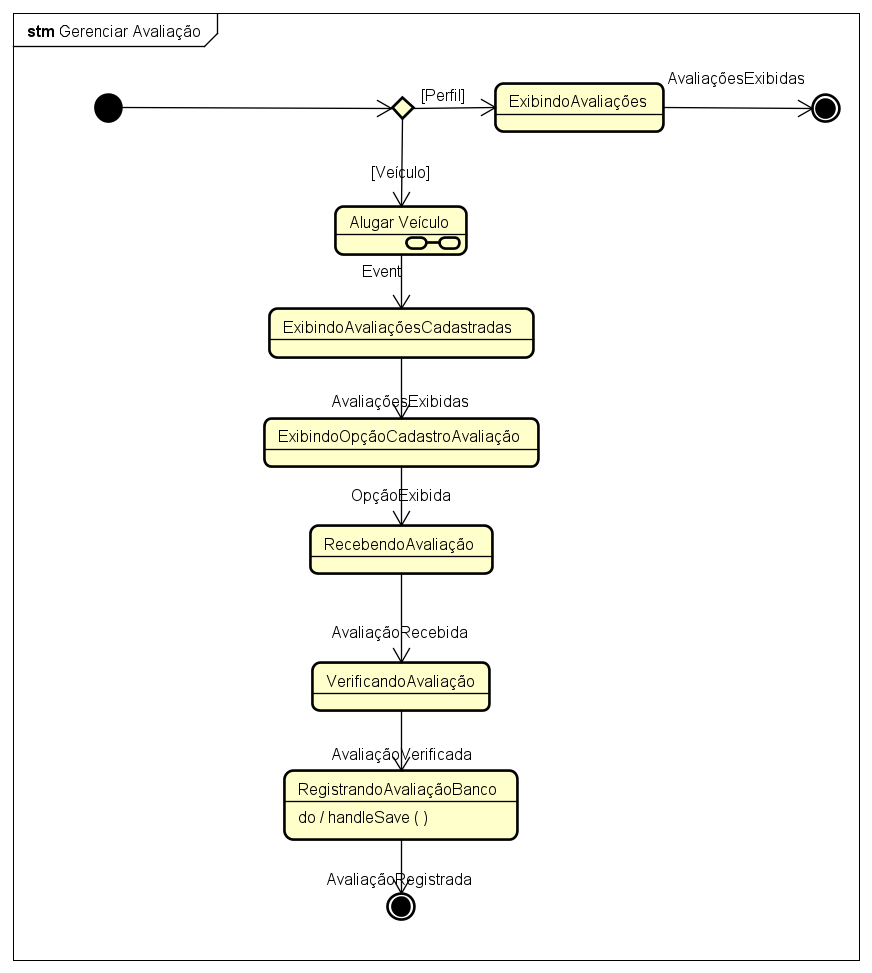 stm Gerenciar Avaliação
AvaliaçõesExibidas
[Perfil]
ExibindoAvaliações
[Veículo]
Alugar Veículo
Event
ExibindoAvaliaçõesCadastradas
AvaliaçõesExibidas
ExibindoOpçãoCadastroAvaliação
OpçãoExibida
RecebendoAvaliação
AvaliaçãoRecebida
VerificandoAvaliação
AvaliaçãoVerificada
RegistrandoAvaliaçãoBanco
do / handleSave ( )
AvaliaçãoRegistrada